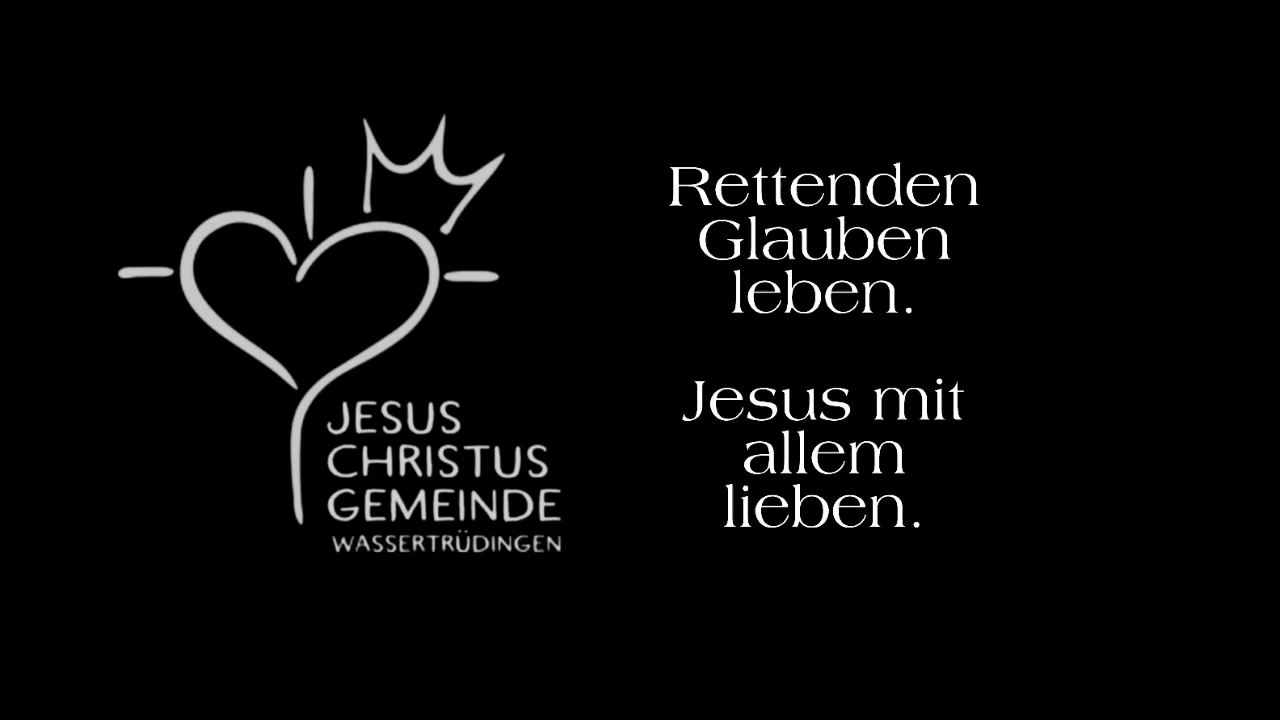 JESUS
CHRISTUS
GEMEINDE
WASSERTRÜDINGEN
Rettenden
Glauben
leben.
Jesus mit
allem
lieben.